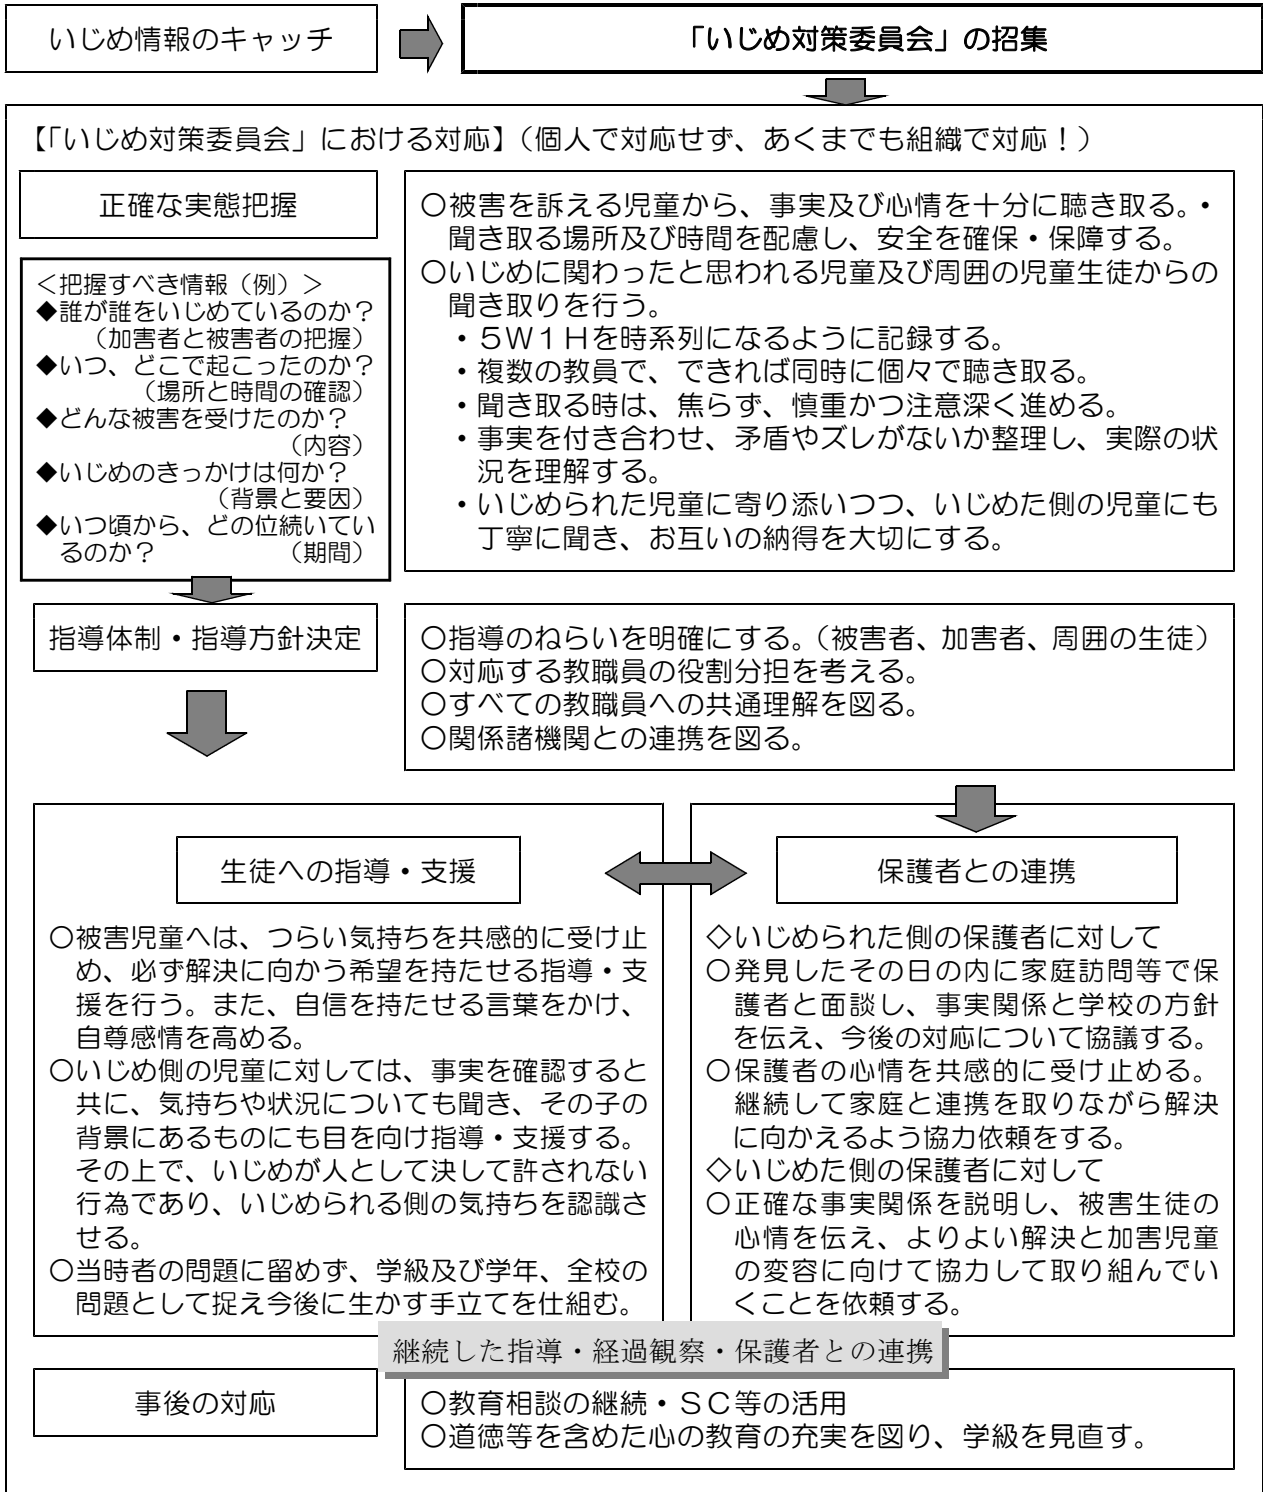 いじめ情報のキャッチ
「いじめ対策委員会」の招集
【「いじめ対策委員会」における対応】（個人で対応せず、あくまでも組織で対応！）
正確な実態把握
＜把握すべき情報（例）＞
◆誰が誰をいじめているのか？
（加害者と被害者の把握）
◆いつ、どこで起こったのか？
（場所と時間の確認）
◆どんな被害を受けたのか？
（内容）
◆いじめのきっかけは何か？
（背景と要因）
◆いつ頃から、どの位続いてい
るのか？　（期間）
〇被害を訴える児童から、事実及び心情を十分に聴き取る。・
聞き取る場所及び時間を配慮し、安全を確保・保障する。
〇いじめに関わったと思われる児童及び周囲の児童生徒からの
聞き取りを行う。
・５Ｗ１Ｈを時系列になるように記録する。
・複数の教員で、できれば同時に個々で聴き取る。
・聞き取る時は、焦らず、慎重かつ注意深く進める。
・事実を付き合わせ、矛盾やズレがないか整理し、実際の状
況を理解する。
・いじめられた児童に寄り添いつつ、いじめた側の児童にも
丁寧に聞き、お互いの納得を大切にする。
指導体制・指導方針決定
〇指導のねらいを明確にする。（被害者、加害者、周囲の生徒）
〇対応する教職員の役割分担を考える。
〇すべての教職員への共通理解を図る。
〇関係諸機関との連携を図る。
生徒への指導・支援
〇被害児童へは、つらい気持ちを共感的に受け止
め、必ず解決に向かう希望を持たせる指導・支
援を行う。また、自信を持たせる言葉をかけ、
自尊感情を高める。
〇いじめ側の児童に対しては、事実を確認すると
共に、気持ちや状況についても聞き、その子の
背景にあるものにも目を向け指導・支援する。
その上で、いじめが人として決して許されない
行為であり、いじめられる側の気持ちを認識さ
せる。
〇当時者の問題に留めず、学級及び学年、全校の
問題として捉え今後に生かす手立てを仕組む。
保護者との連携
◇いじめられた側の保護者に対して
〇発見したその日の内に家庭訪問等で保
護者と面談し、事実関係と学校の方針
を伝え、今後の対応について協議する。
〇保護者の心情を共感的に受け止める。
継続して家庭と連携を取りながら解決
に向かえるよう協力依頼をする。
◇いじめた側の保護者に対して
〇正確な事実関係を説明し、被害生徒の
心情を伝え、よりよい解決と加害児童
の変容に向けて協力して取り組んでい
くことを依頼する。
継続した指導・経過観察・保護者との連携
事後の対応
〇教育相談の継続・ＳＣ等の活用
〇道徳等を含めた心の教育の充実を図り、学級を見直す。